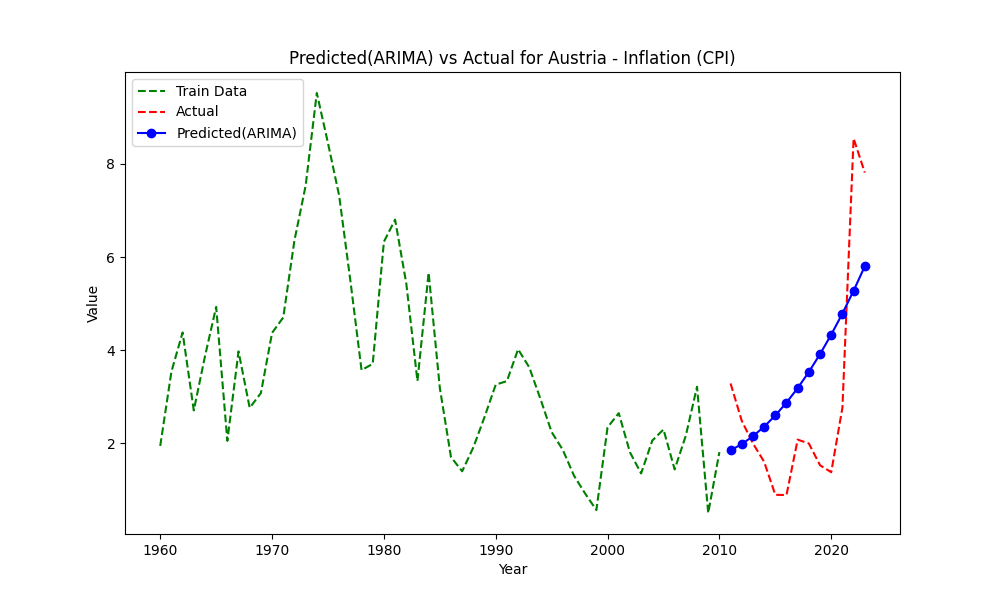 Predicted(ARIMA) vs Actual for Austria - Inflation (CPI)
Train Data
Actual
Predicted(ARIMA)
Value
8
6
4
2
1960 1970 1980 1990 2000 2010 2020
Year